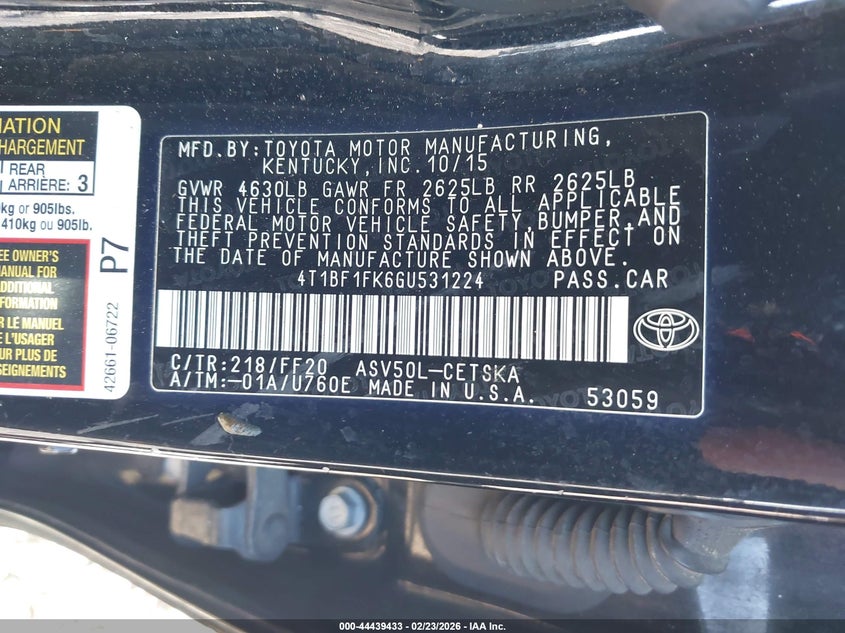 MATION
HARGEMENT
REAR
ARRIÈRE: 3
kg or 905lbs.
410kg ou 905lb.
EE OWNER'S
MANUAL FOR
ADDITIONAL
NFORMATION
R LE MANUEL
E L'USAGER
UR PLUS DE
SEIGNEMENTS
P7
42661-06722
MFD.BY:TOYOTA MOTOR MANUFACTURING,
KENTUCKY,INC.10/15
GVWR 4630LB GAWR FR 2625LB RR 2625LB
THIS VEHICLE CONFORMS TO ALL APPLICABLE
FEDERAL MOTOR VEHICLE SAFETY,BUMPER,AND
THEFT PREVENTION STANDARDS IN EFFECT ON
THE DATE OF MANUFACTURE SHOWN ABOVE.
4T1BF1FK6GU531224 PASS.CAR
C/TR:218/FF20 ASV50L-CETSKA
A/TM:-01A/U760E MADE IN U.S.A. 53059
000-44439433 - 02/23/2026 - IAA Inc.